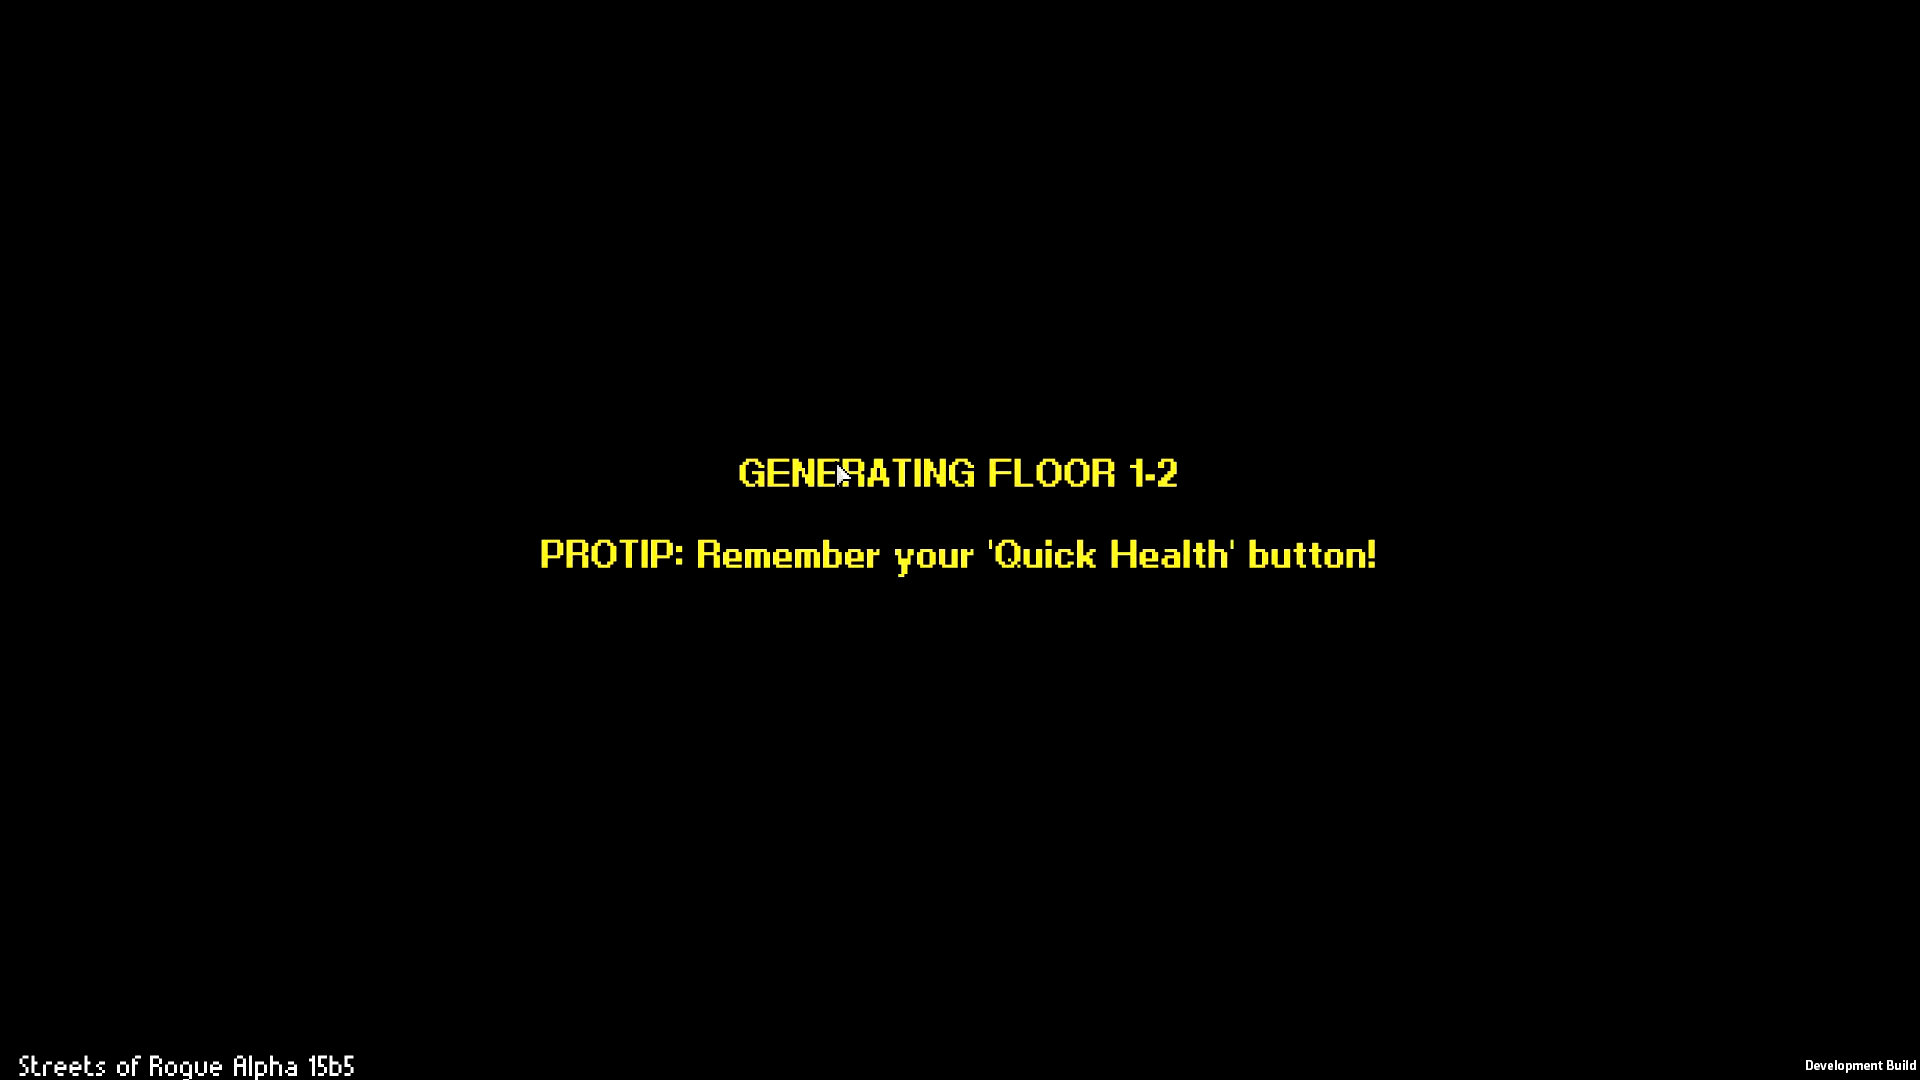 GENERATING FLOOR 1-2
PROTIP: Remember your 'Quick Health' button!
Streets of Rogue Alpha 15b5
Development Build